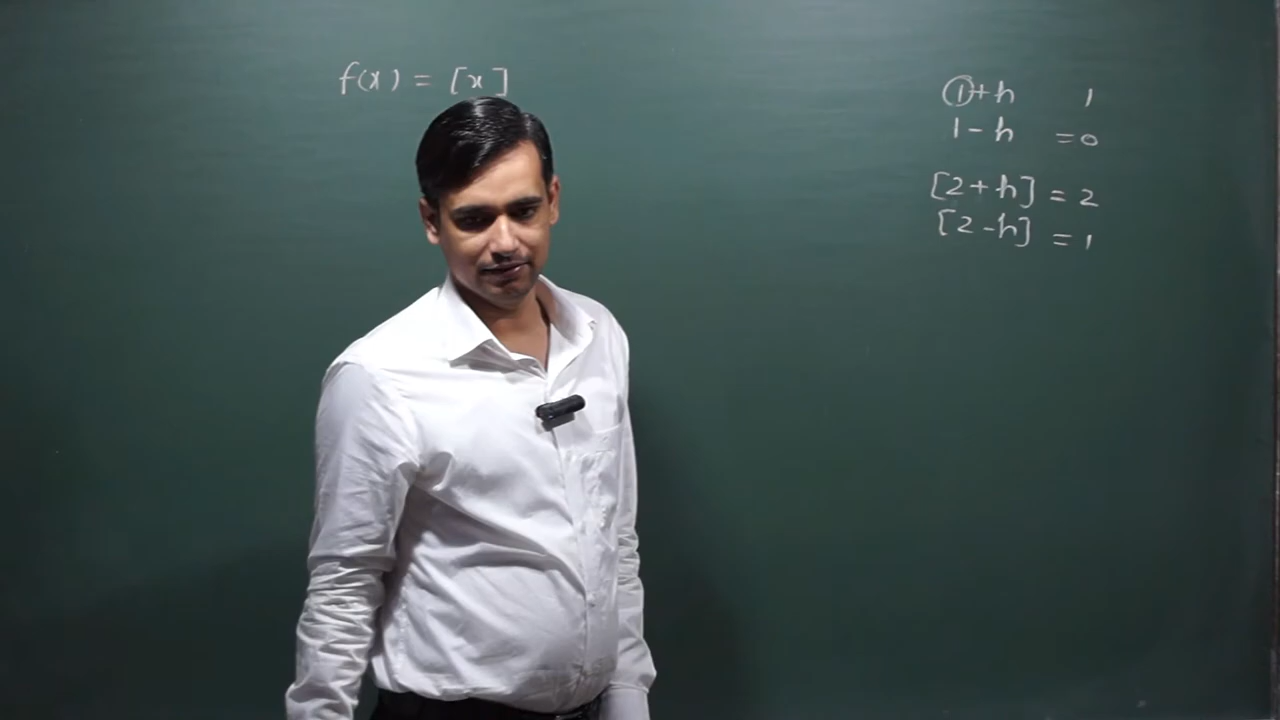 f(x) = [x]
1+h 1
1-h =0
[2+h] = 2
[2-h] = 1